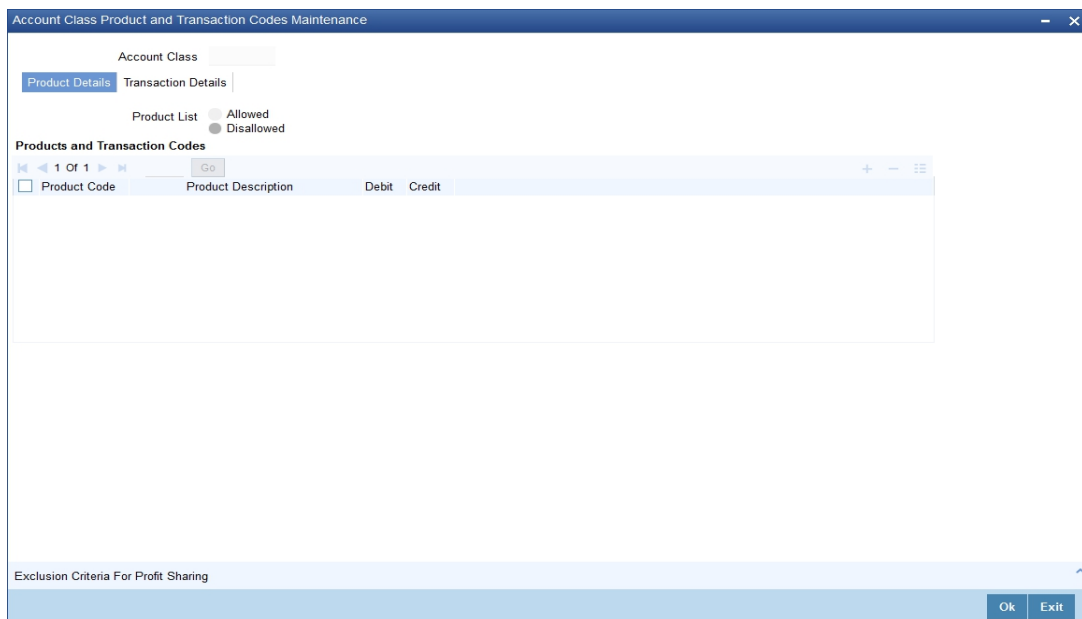 Account Class Product and Transaction Codes Maintenance
Account Class
Product Details Transaction Details
Product List Allowed
Disallowed
Products and Transaction Codes
1 Of 1 Go
Product Code Product Description Debit Credit
Exclusion Criteria For Profit Sharing
Ok Exit